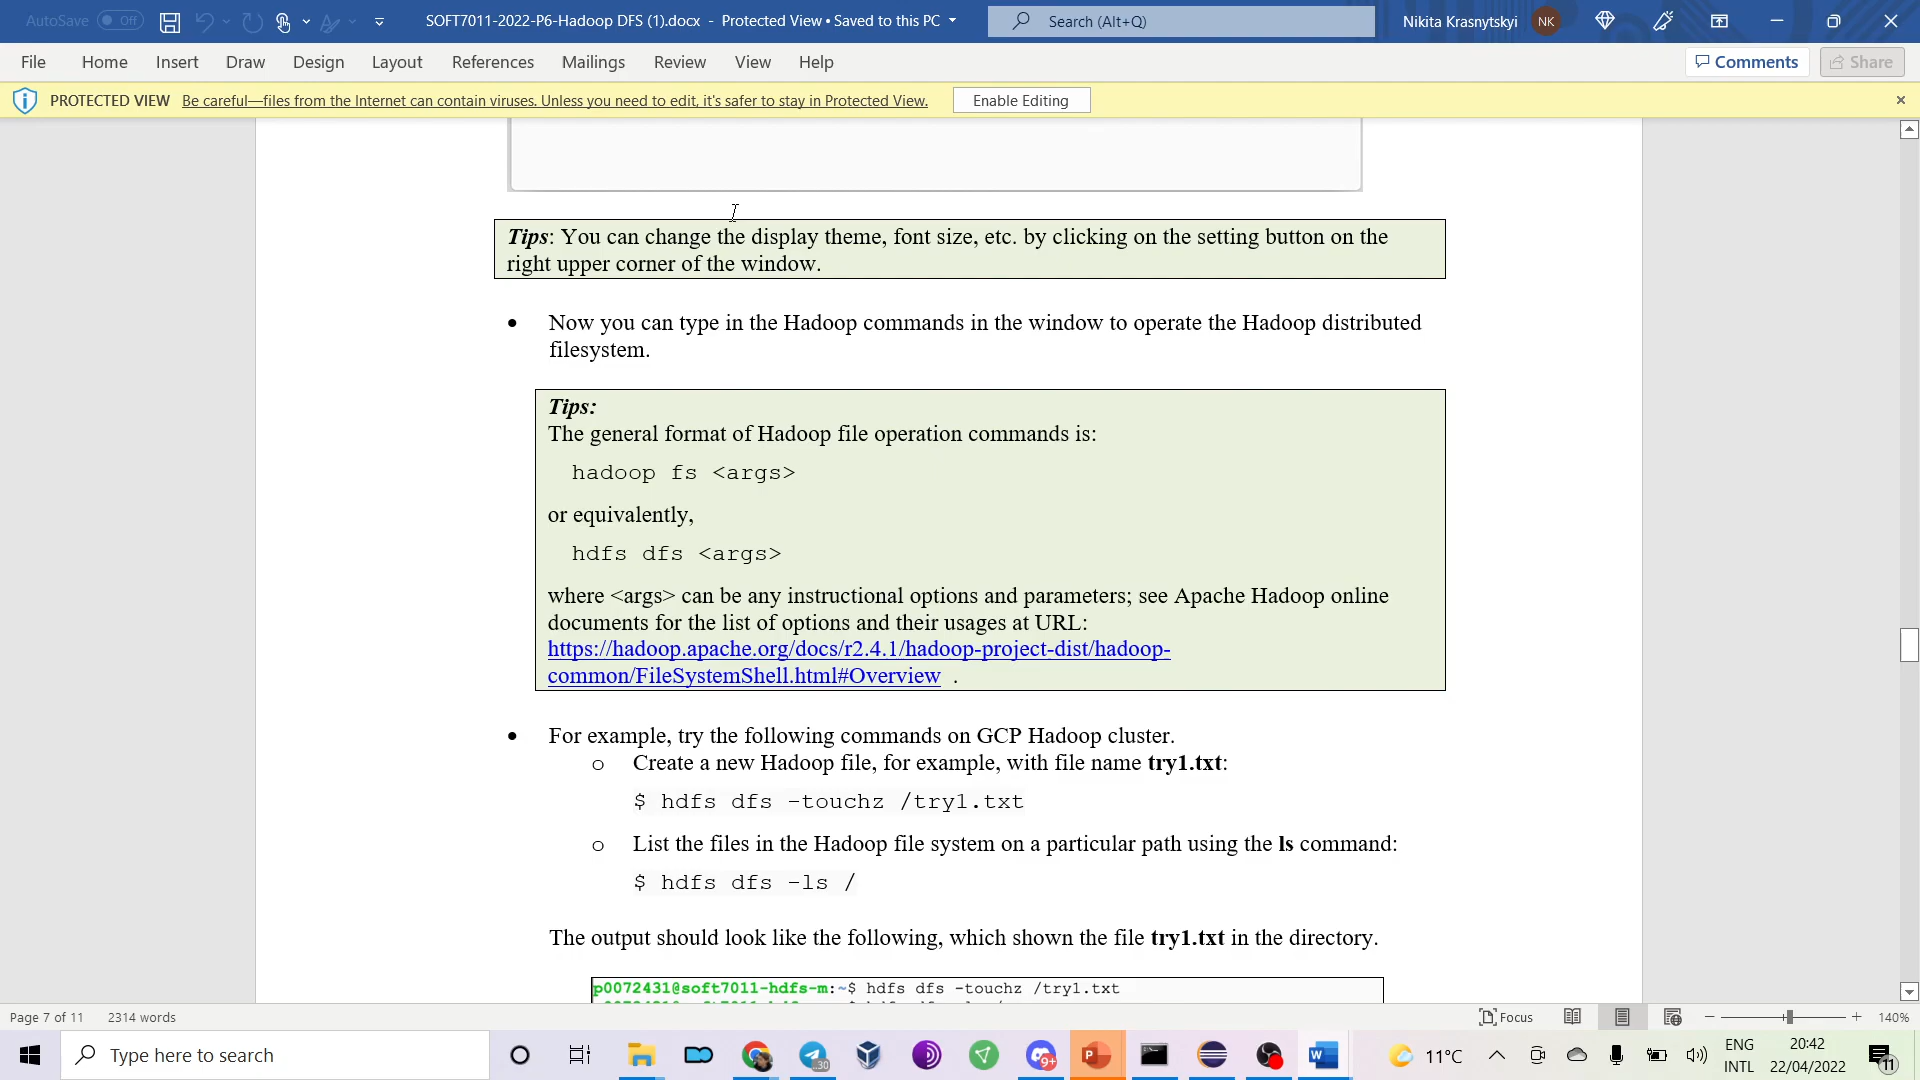 AutoSave Off SOFT7011-2022-P6-Hadoop DFS (1).docx - Protected View • Saved to this PC Search (Alt+Q) Nikita Krasnytskyi NK
File Home Insert Draw Design Layout References Mailings Review View Help Comments Share
PROTECTED VIEW Be careful—files from the Internet can contain viruses. Unless you need to edit, it's safer to stay in Protected View. Enable Editing
Tips: You can change the display theme, font size, etc. by clicking on the setting button on the
right upper corner of the window.
• Now you can type in the Hadoop commands in the window to operate the Hadoop distributed
filesystem.
Tips:
The general format of Hadoop file operation commands is:
hadoop fs <args>
or equivalently,
hdfs dfs <args>
where <args> can be any instructional options and parameters; see Apache Hadoop online
documents for the list of options and their usages at URL:
https://hadoop.apache.org/docs/r2.4.1/hadoop-project-dist/hadoop-
common/FileSystemShell.html#Overview .
• For example, try the following commands on GCP Hadoop cluster.
o Create a new Hadoop file, for example, with file name try1.txt:
$ hdfs dfs -touchz /try1.txt
o List the files in the Hadoop file system on a particular path using the ls command:
$ hdfs dfs -ls /
The output should look like the following, which shown the file try1.txt in the directory.
p0072431@soft7011-hdfs-m:~$ hdfs dfs -touchz /try1.txt
Page 7 of 11 2314 words Focus 140%
Type here to search 30 9+ 11°C ENG 20:42
INTL 22/04/2022 11